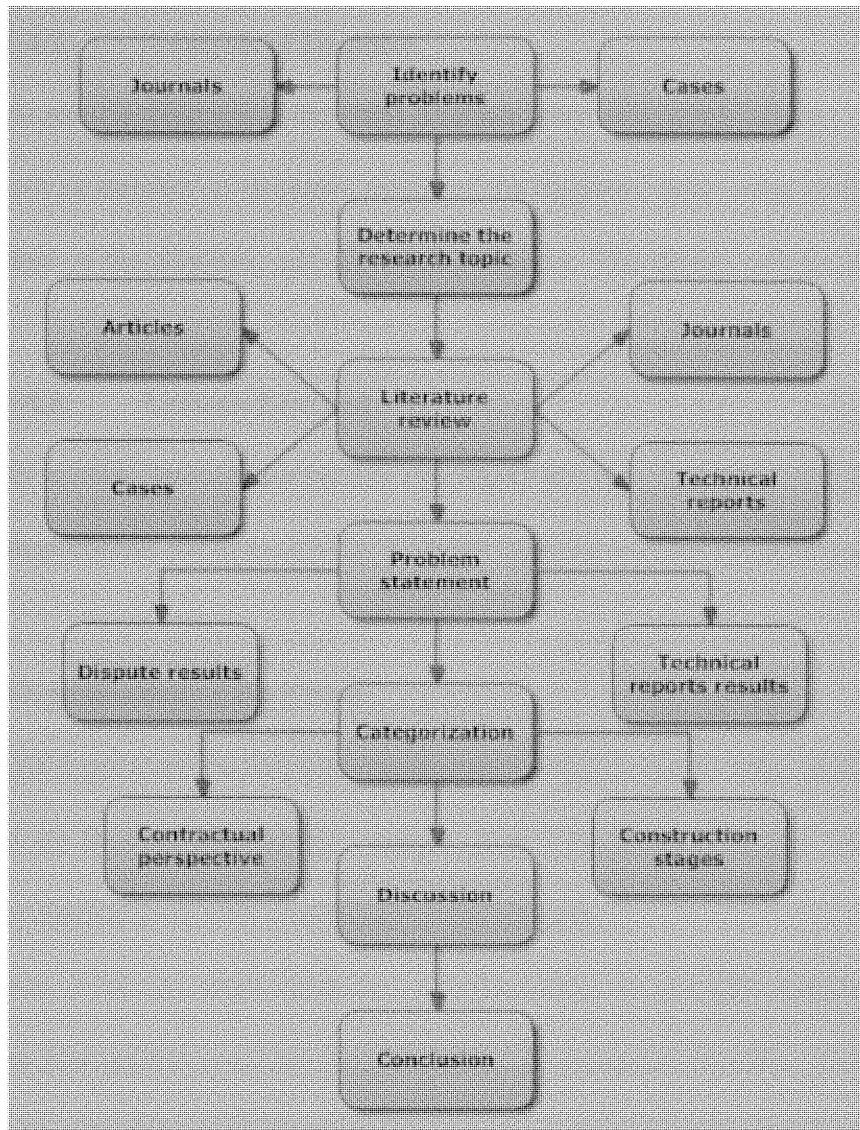 Journals
Identify
problems
Cases
Determine the
research topic
Articles
Journals
Literature
review
Cases
Technical
reports
Problem
statement
Dispute results
Technical
reports results
Categorization
Contractual
perspective
Construction
stages
Discussion
Conclusion